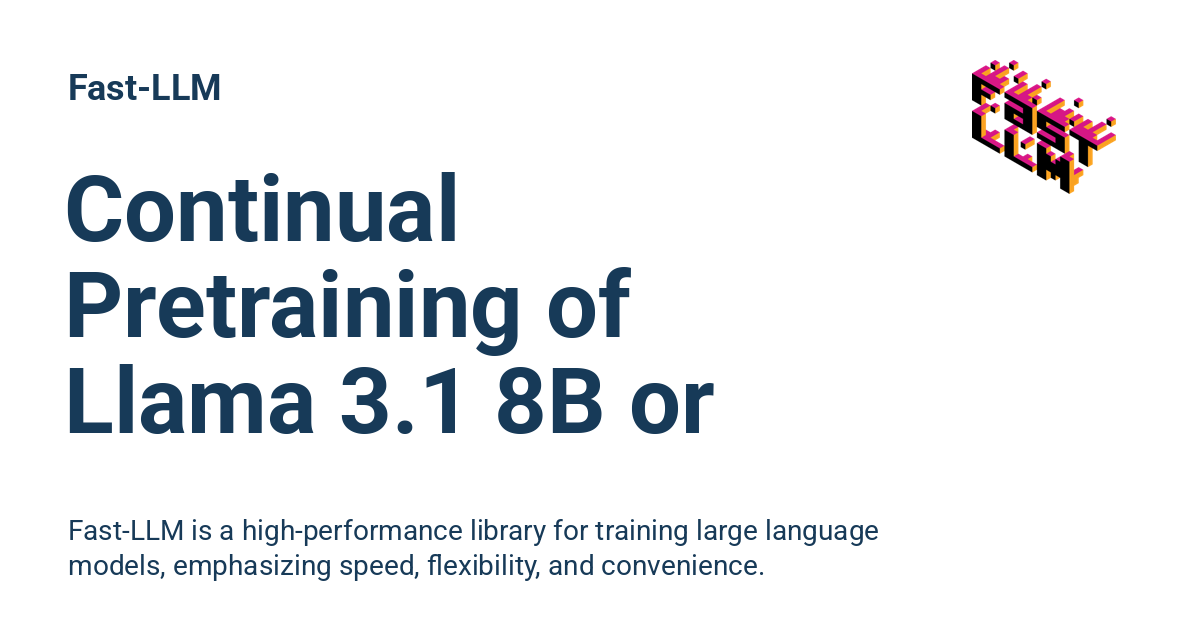 Fast-LLM
Fast
LLM
Continual
Pretraining of
Llama 3.1 8B or
Fast-LLM is a high-performance library for training large language
models, emphasizing speed, flexibility, and convenience.